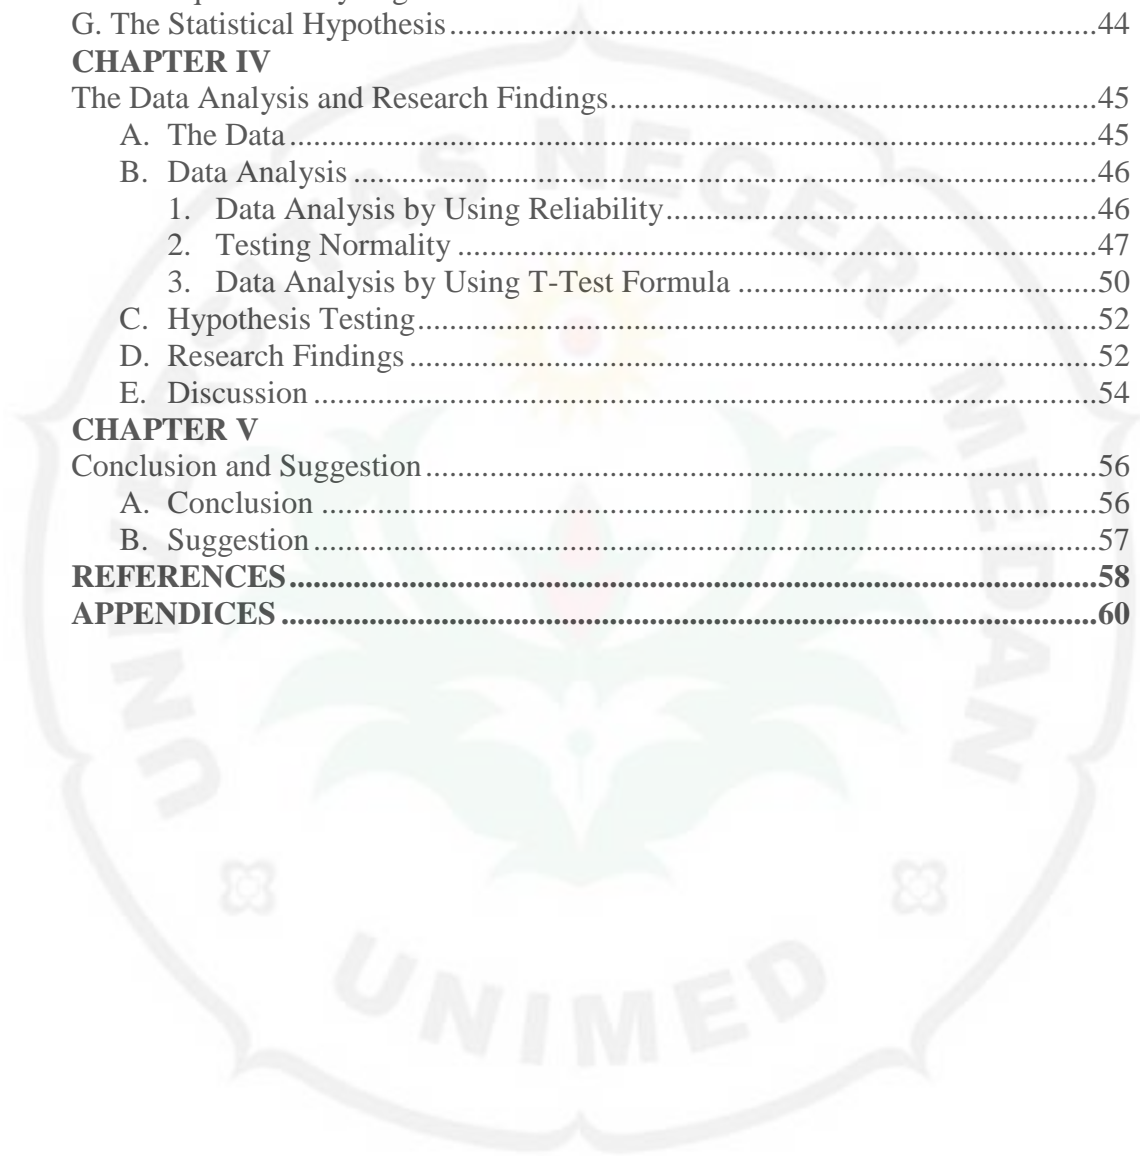 G. The Statistical Hypothesis....................44
CHAPTER IV
The Data Analysis and Research Findings....................45
A. The Data....................45
B. Data Analysis....................46
1. Data Analysis by Using Reliability....................46
2. Testing Normality....................47
3. Data Analysis by Using T-Test Formula....................50
C. Hypothesis Testing....................52
D. Research Findings....................52
E. Discussion....................54
CHAPTER V
Conclusion and Suggestion....................56
A. Conclusion....................56
B. Suggestion....................57
REFERENCES....................58
APPENDICES....................60
UNIVERSITAS NEGERI MEDAN
UNIMED